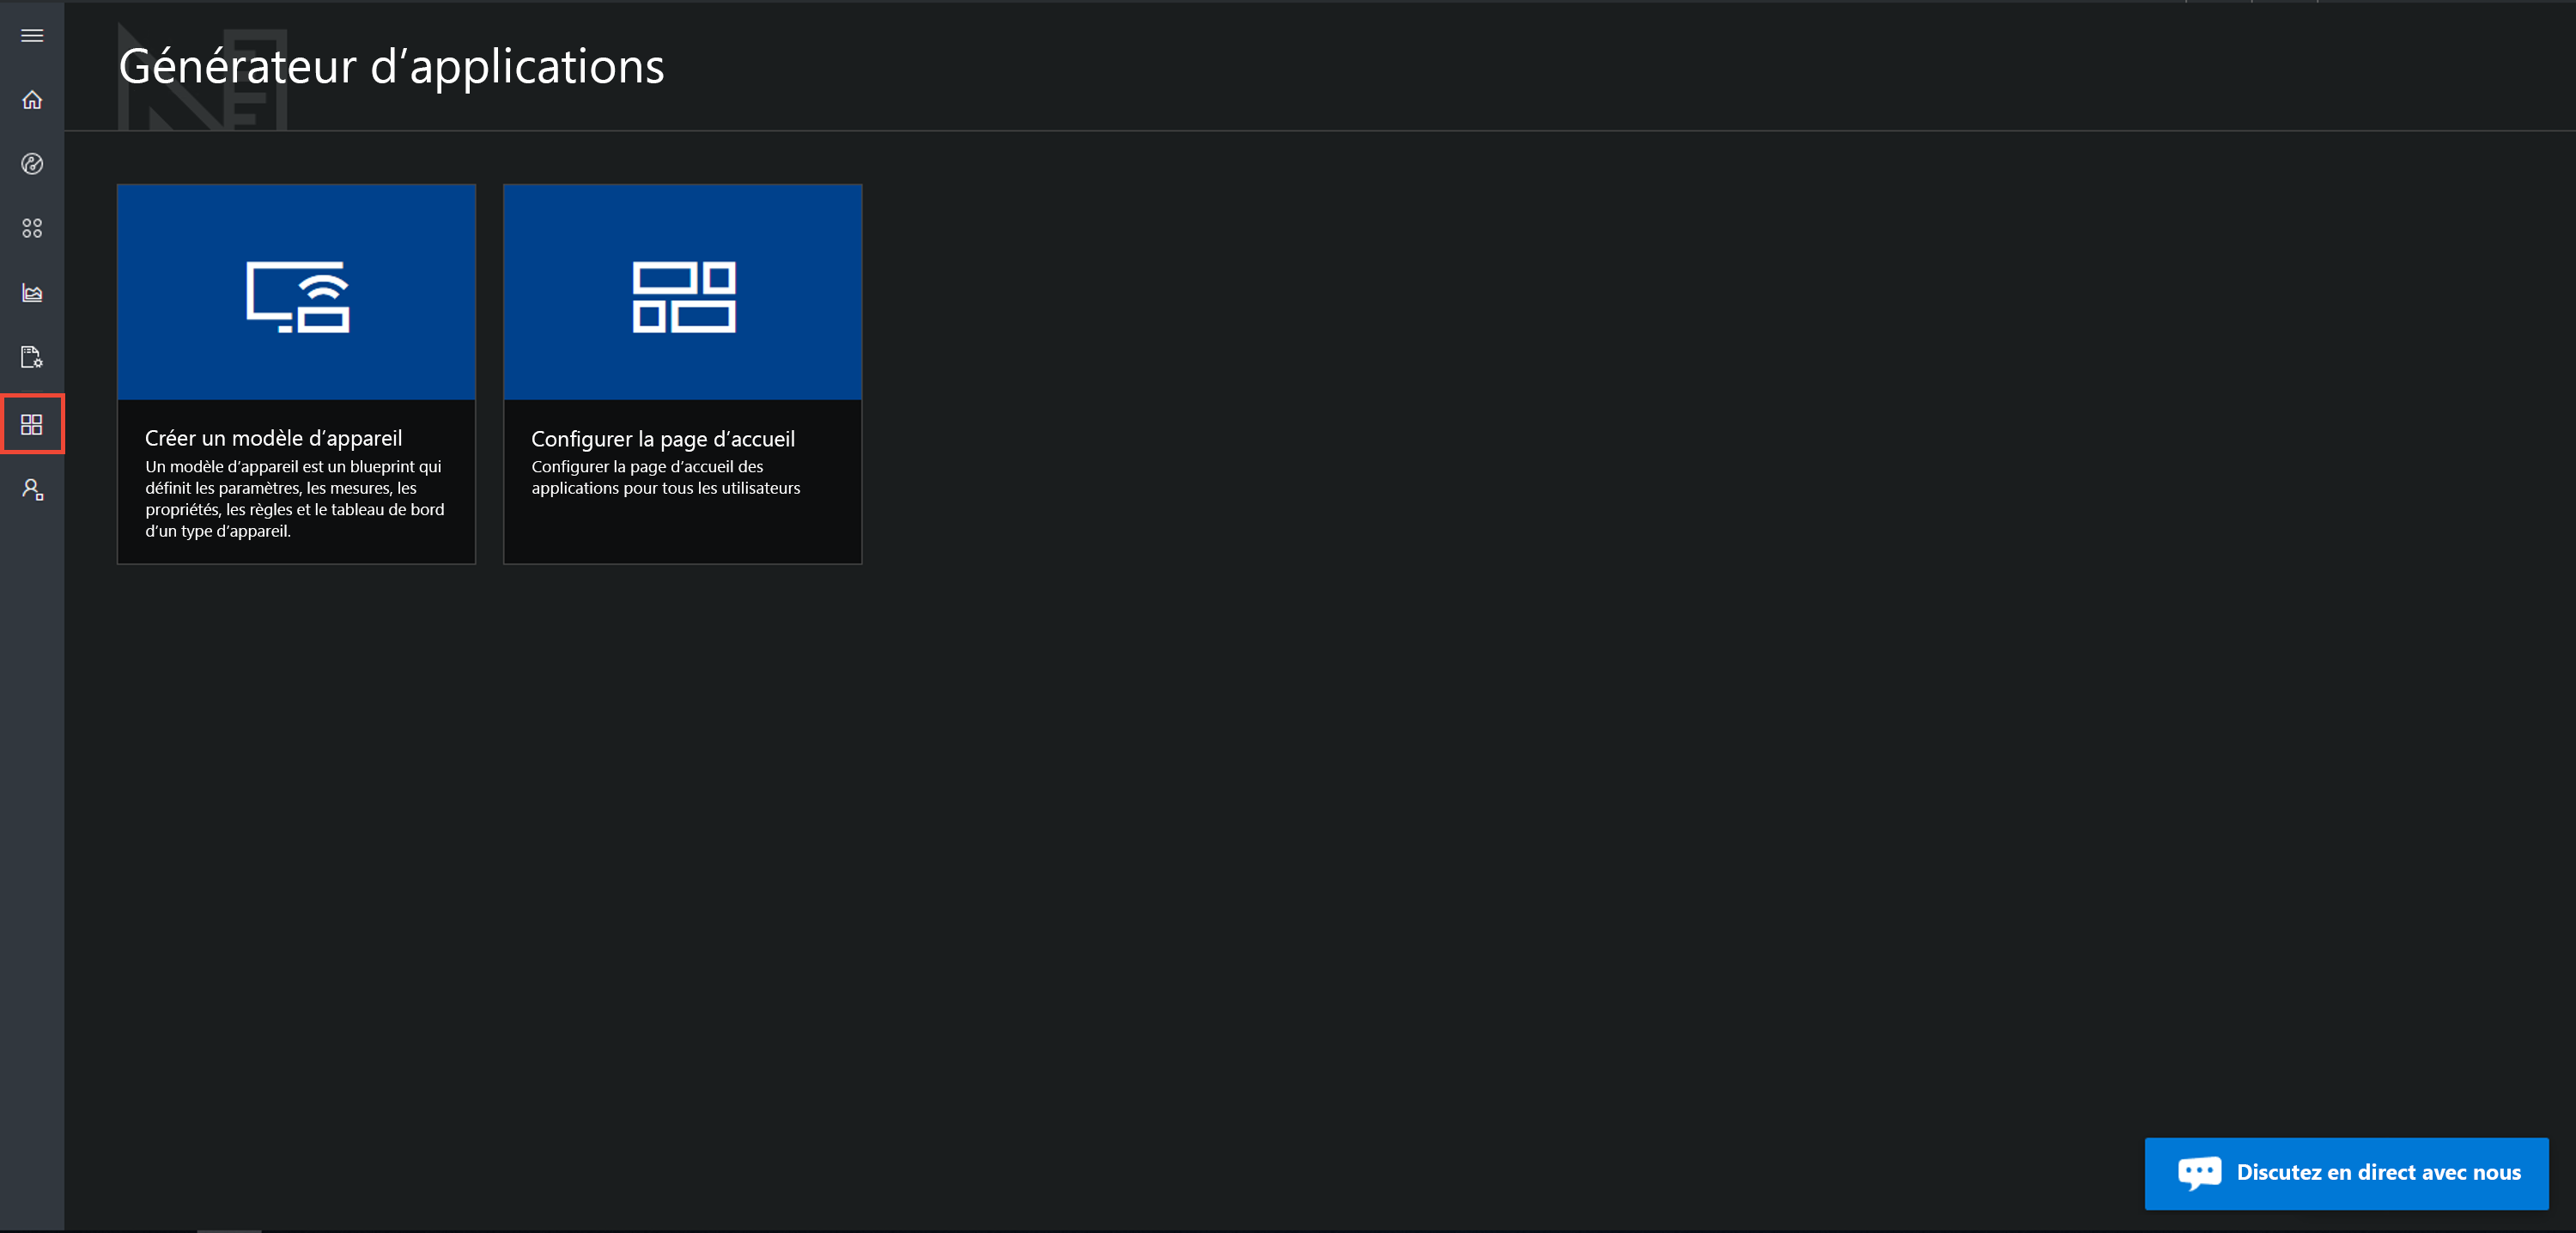 Générateur d’applications
Créer un modèle d’appareil
Un modèle d’appareil est un blueprint qui
définit les paramètres, les mesures, les
propriétés, les règles et le tableau de bord
d’un type d’appareil.
Configurer la page d’accueil
Configurer la page d’accueil des
applications pour tous les utilisateurs
Discutez en direct avec nous